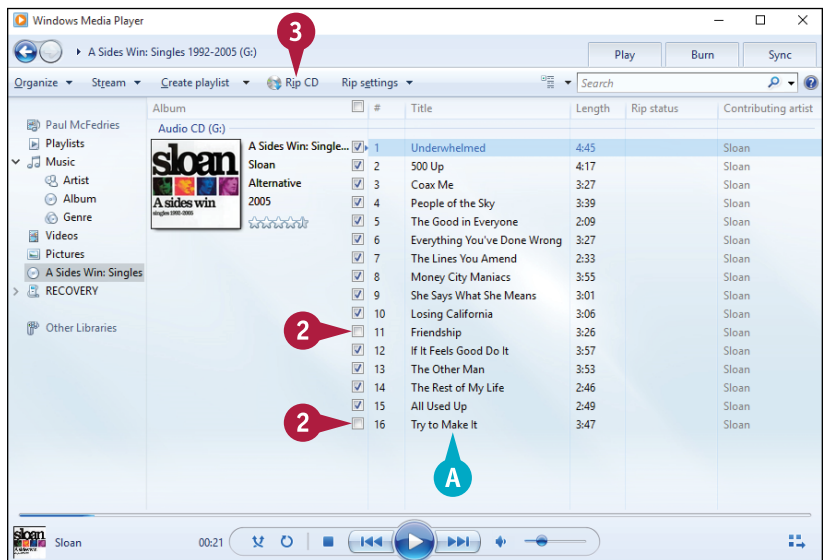 Windows Media Player
3
A Sides Win: Singles 1992-2005 (G:)
Play Burn Sync
Organize Stream Create playlist Rip CD Rip settings Search
Album # Title Length Rip status Contributing artist
Paul McFedries
Playlists
Music
Artist
Album
Genre
Videos
Pictures
A Sides Win: Singles
RECOVERY
Other Libraries
Audio CD (G:)
sloan
A sides win
singles 1992-2005
A Sides Win: Single...
Sloan
Alternative
2005
1 Underwhelmed 4:45 Sloan
2 500 Up 4:17 Sloan
3 Coax Me 3:27 Sloan
4 People of the Sky 3:39 Sloan
5 The Good in Everyone 2:09 Sloan
6 Everything You've Done Wrong 3:27 Sloan
7 The Lines You Amend 2:33 Sloan
8 Money City Maniacs 3:55 Sloan
9 She Says What She Means 3:01 Sloan
10 Losing California 3:06 Sloan
2 11 Friendship 3:26 Sloan
12 If It Feels Good Do It 3:57 Sloan
13 The Other Man 3:53 Sloan
14 The Rest of My Life 2:46 Sloan
15 All Used Up 2:49 Sloan
2 16 Try to Make It 3:47 Sloan
A
sloan
Sloan 00:21